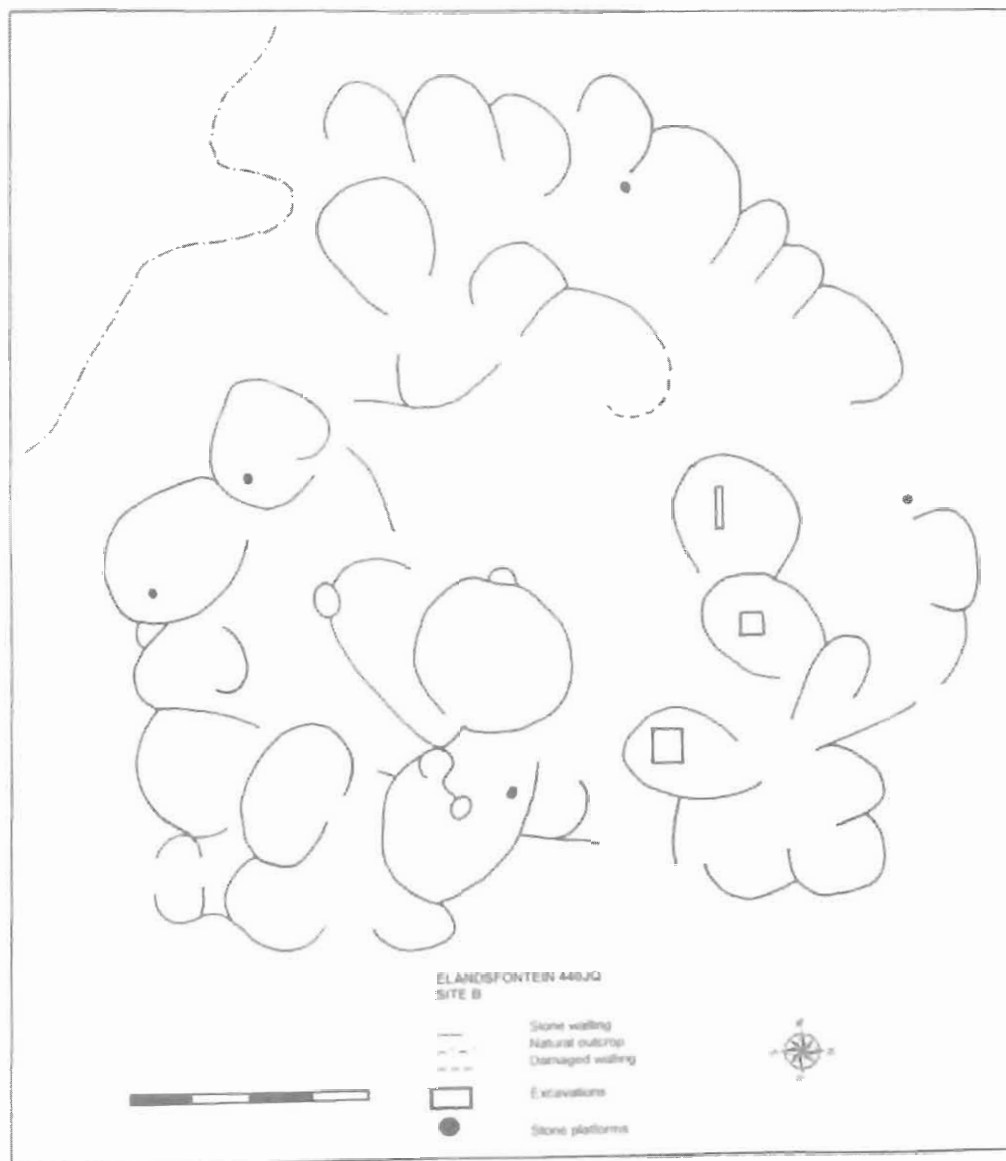 ELANDSFONTEIN 440JQ
SITE B
Stone walling
Natural outcrop
Damaged walling
Excavations
Stone platforms